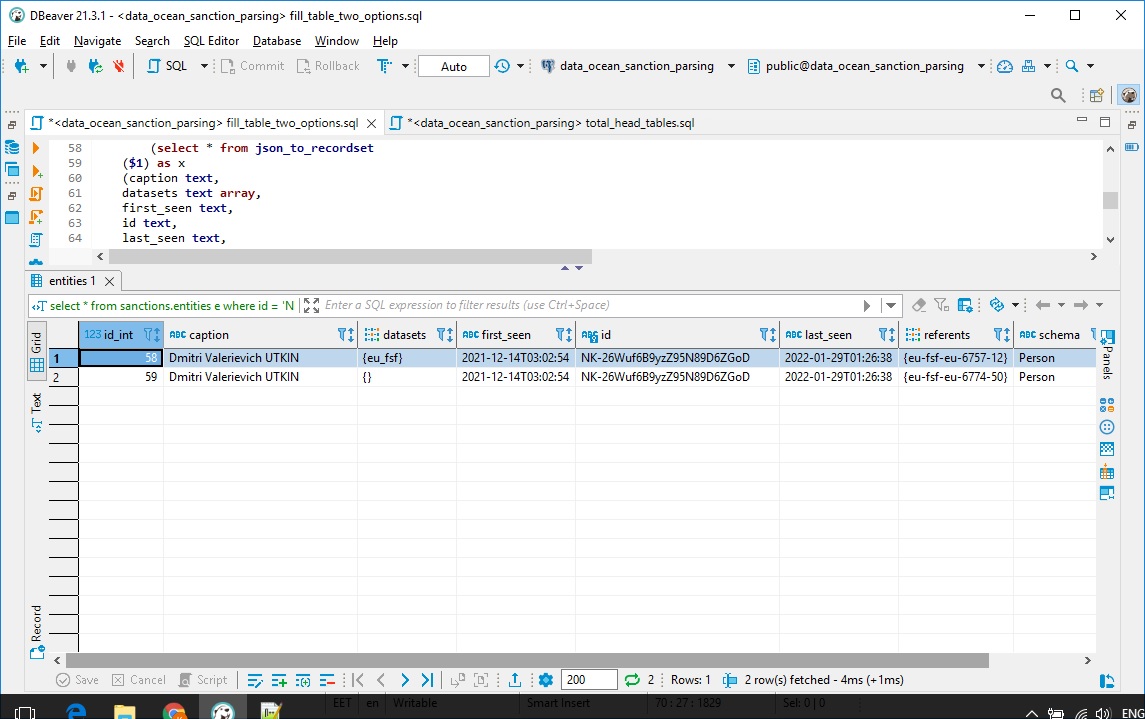 DBeaver 21.3.1 - <data_ocean_sanction_parsing> fill_table_two_options.sql
File Edit Navigate Search SQL Editor Database Window Help
SQL Commit Rollback T Auto data_ocean_sanction_parsing public@data_ocean_sanction_parsing
*<data_ocean_sanction_parsing> fill_table_two_options.sql *<data_ocean_sanction_parsing> total_head_tables.sql
58 (select * from json_to_recordset
59 ($1) as x
60 (caption text,
61 datasets text array,
62 first_seen text,
63 id text,
64 last_seen text,
entities 1
select * from sanctions.entities e where id = 'N Enter a SQL expression to filter results (use Ctrl+Space)
Grid
Text
Record
123 id_int ABC caption datasets ABC first_seen ABC id ABC last_seen referents ABC schema
1 58 Dmitri Valerievich UTKIN {eu_fsf} 2021-12-14T03:02:54 NK-26Wuf6B9yzZ95N89D6ZGoD 2022-01-29T01:26:38 {eu-fsf-eu-6757-12} Person
2 59 Dmitri Valerievich UTKIN {} 2021-12-14T03:02:54 NK-26Wuf6B9yzZ95N89D6ZGoD 2022-01-29T01:26:38 {eu-fsf-eu-6774-50} Person
Panels
Save Cancel Script 200 2 Rows: 1 2 row(s) fetched - 4ms (+1ms)
EET en Writable Smart Insert 70 : 27 : 1829 Sel: 0 | 0
ENG